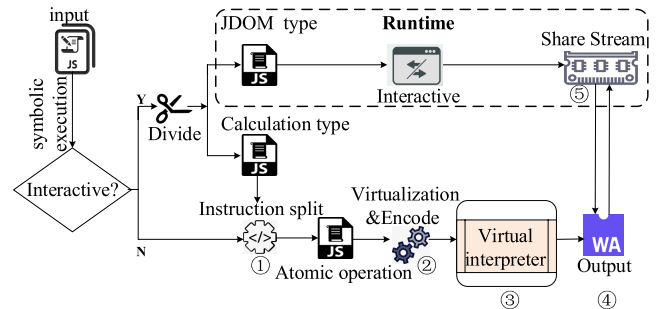 input
JS
symbolic
execution
Interactive?
Y
N
Divide
JDOM type
JS
Runtime
Interactive
Share Stream
⑤
Calculation type
JS
Instruction split
</>
①
JS
Atomic operation
Virtualization
&Encode
②
Virtual
interpreter
③
WA
Output
④